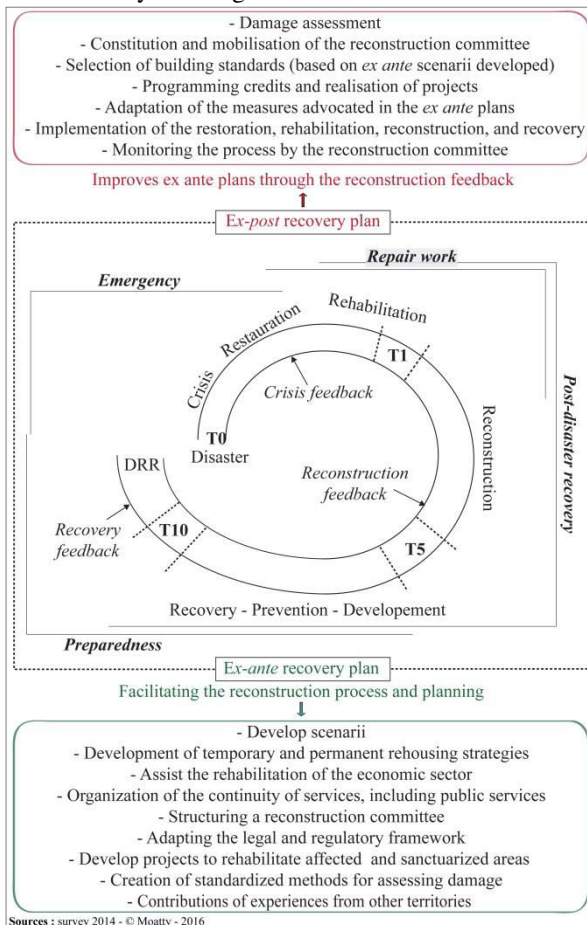 - Damage assessment
- Constitution and mobilisation of the reconstruction committee
- Selection of building standards (based on ex ante scenarii developed)
- Programming credits and realisation of projects
- Adaptation of the measures advocated in the ex ante plans
- Implementation of the restoration, rehabilitation, reconstruction, and recovery
- Monitoring the process by the reconstruction committee
Improves ex ante plans through the reconstruction feedback
Ex-post recovery plan
Repair work
Emergency
Rehabilitation
Restauration
Crisis
T1
Crisis feedback
T0
Disaster
Reconstruction
Post-disaster recovery
DRR
Reconstruction
feedback
Recovery
feedback
T10
T5
Recovery - Prevention - Developement
Preparedness
Ex-ante recovery plan
Facilitating the reconstruction process and planning
- Develop scenarii
- Development of temporary and permanent rehousing strategies
- Assist the rehabilitation of the economic sector
- Organization of the continuity of services, including public services
- Structuring a reconstruction committee
- Adapting the legal and regulatory framework
- Develop projects to rehabilitate affected and sanctuarized areas
- Creation of standardized methods for assessing damage
- Contributions of experiences from other territories
Sources : survey 2014 - © Moatty - 2016